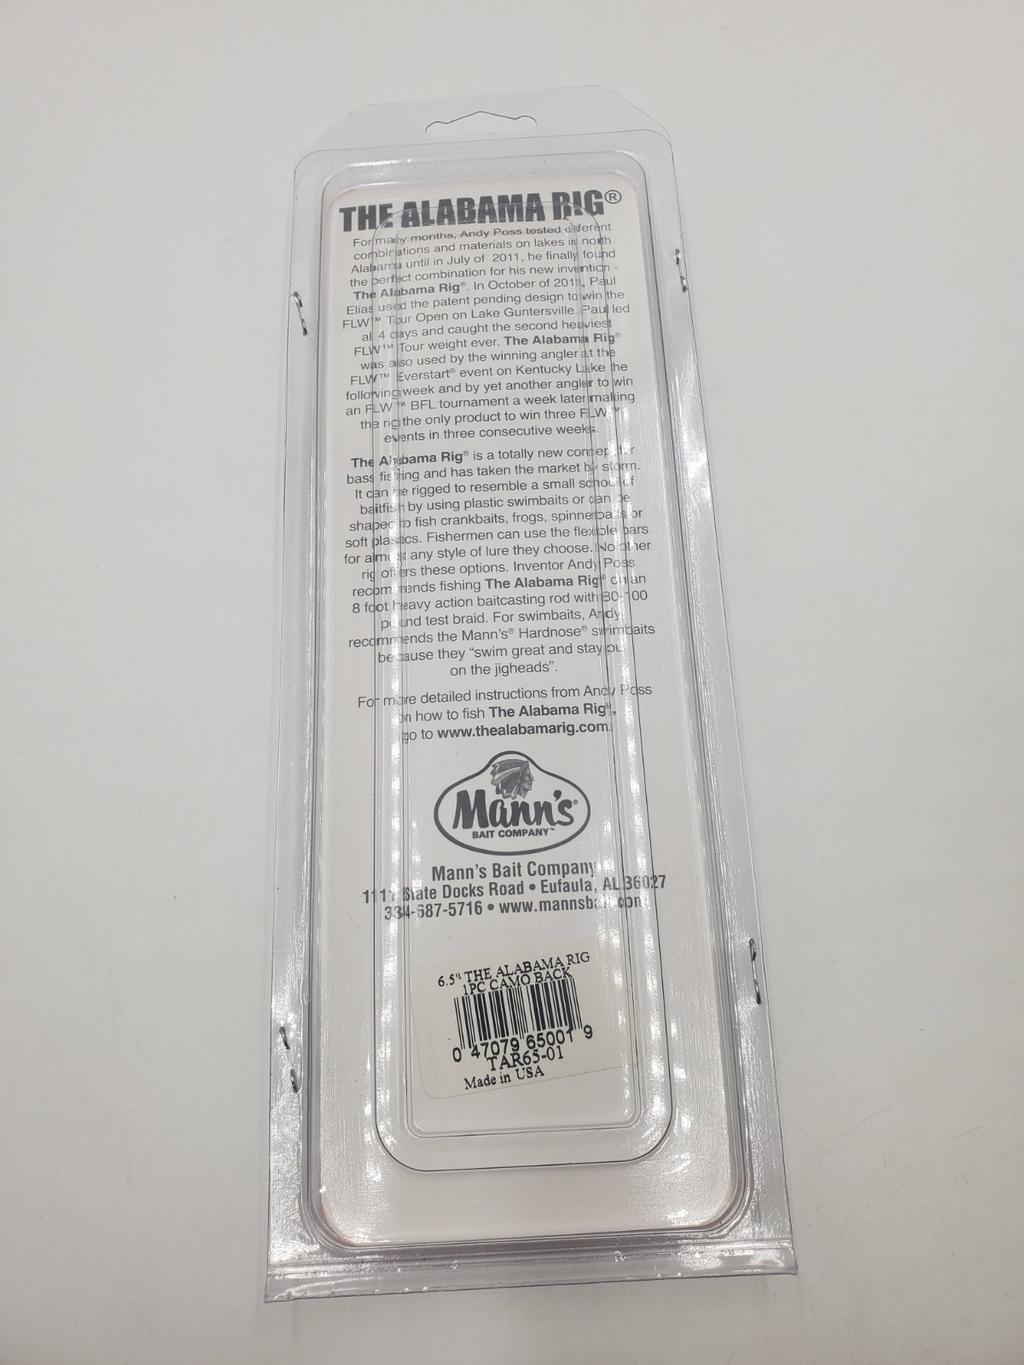 THE ALABAMA RIG®
For many months, Andy Poss tested different
combinations and materials on lakes in north
Alabama until in July of 2011, he finally found
the perfect combination for his new invention -
The Alabama Rig®. In October of 2011, Paul
Elias used the patent pending design to win the
FLW™ Tour Open on Lake Guntersville. Paul led
all 4 days and caught the second heaviest
FLW™ Tour weight ever. The Alabama Rig®
was also used by the winning angler at the
FLW™ Everstart® event on Kentucky Lake the
following week and by yet another angler to win
an FLW™ BFL tournament a week later making
the rig the only product to win three FLW™
events in three consecutive weeks.
The Alabama Rig® is a totally new concept for
bass fishing and has taken the market by storm.
It can be rigged to resemble a small school of
baitfish by using plastic swimbaits or can be
shaped to fish crankbaits, frogs, spinnerbaits or
soft plastics. Fishermen can use the flexible bars
for almost any style of lure they choose. No other
rig offers these options. Inventor Andy Poss
recommends fishing The Alabama Rig® on an
8 foot heavy action baitcasting rod with 80-100
pound test braid. For swimbaits, Andy
recommends the Mann's® Hardnose® swimbaits
because they "swim great and stay put
on the jigheads".
For more detailed instructions from Andy Poss
on how to fish The Alabama Rig®,
go to www.thealabamarig.com
Mann's®
BAIT COMPANY™
Mann's Bait Company
1111 State Docks Road • Eufaula, AL 36027
334-687-5716 • www.mannsbait.com
6.5" THE ALABAMA RIG
1PC CAMO BACK
0 47079 65001 9
TAR65-01
Made in USA